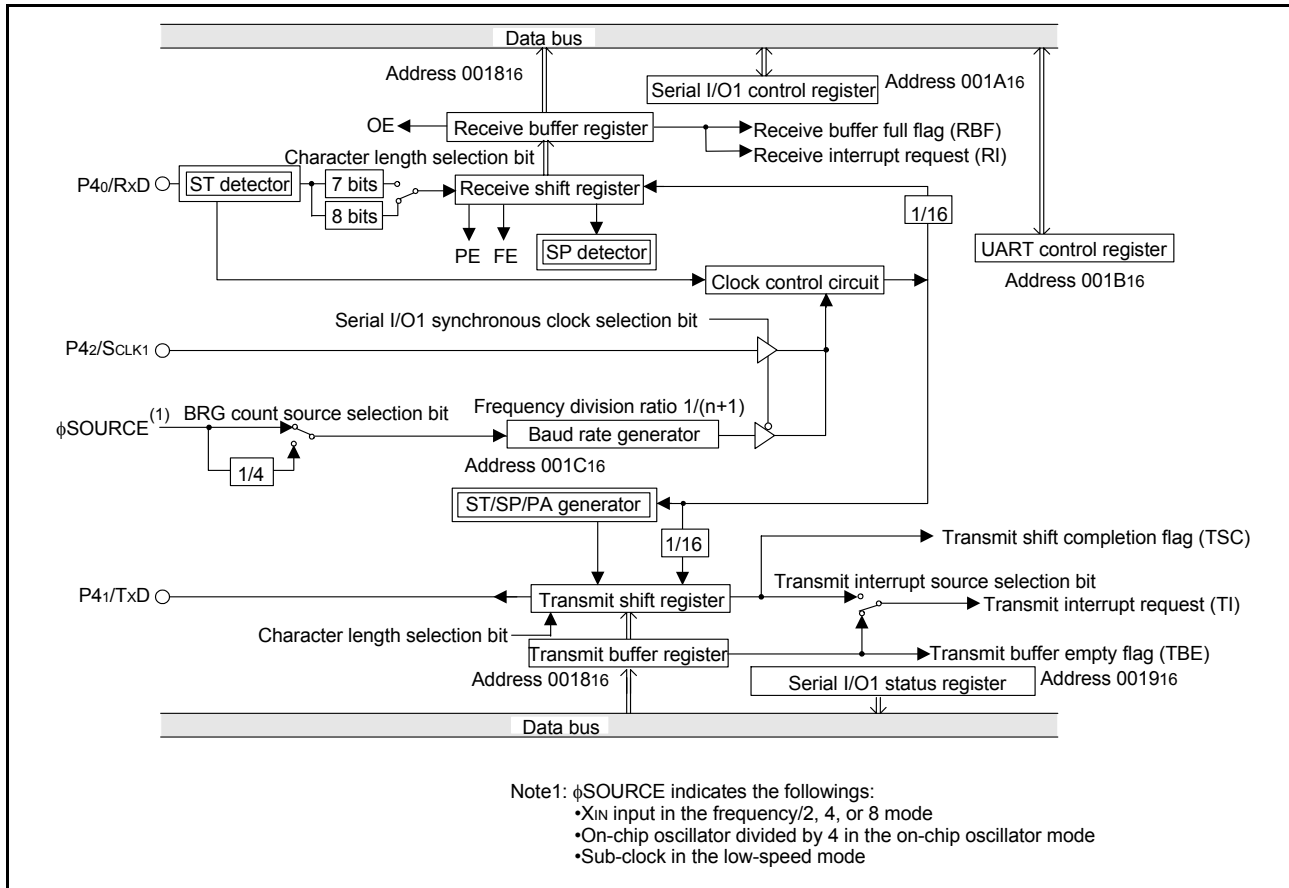 Data bus
Address 001816
Serial I/O1 control register
Address 001A16
OE
Receive buffer register
Receive buffer full flag (RBF)
Receive interrupt request (RI)
Character length selection bit
P40/RXD
ST detector
7 bits
8 bits
Receive shift register
1/16
PE
FE
SP detector
UART control register
Address 001B16
Clock control circuit
Serial I/O1 synchronous clock selection bit
P42/SCLK1
ϕSOURCE(1)
BRG count source selection bit
Frequency division ratio 1/(n+1)
Baud rate generator
1/4
Address 001C16
ST/SP/PA generator
1/16
Transmit shift completion flag (TSC)
P41/TXD
Transmit shift register
Transmit interrupt source selection bit
Transmit interrupt request (TI)
Character length selection bit
Transmit buffer register
Transmit buffer empty flag (TBE)
Address 001816
Serial I/O1 status register
Address 001916
Data bus
Note1: ϕSOURCE indicates the followings:
•XIN input in the frequency/2, 4, or 8 mode
•On-chip oscillator divided by 4 in the on-chip oscillator mode
•Sub-clock in the low-speed mode